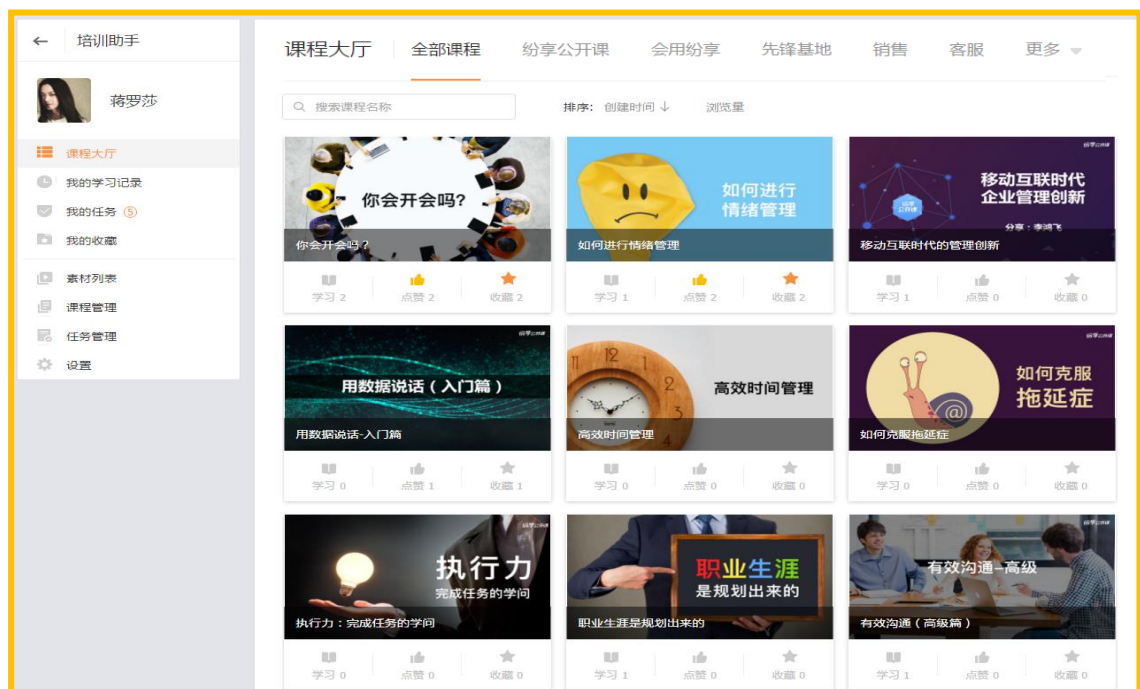 培训助手
蒋罗莎
课程大厅
我的学习记录
我的任务 5
我的收藏
素材列表
课程管理
任务管理
设置
课程大厅 全部课程 纷享公开课 会用纷享 先锋基地 销售 客服 更多
搜索课程名称 排序: 创建时间 ↓ 浏览量
你会开会吗?
你会开会吗?
学习 2 点赞 2 收藏 2
如何进行
情绪管理
如何进行情绪管理
学习 1 点赞 2 收藏 2
移动互联时代
企业管理创新
分享:李鸿飞
移动互联时代的管理创新
学习 1 点赞 0 收藏 0
用数据说话(入门篇)
用数据说话-入门篇
学习 0 点赞 1 收藏 1
11 12 1
2
3
4
高效时间管理
高效时间管理
学习 0 点赞 0 收藏 0
如何克服
拖延症
@
如何克服拖延症
学习 0 点赞 0 收藏 0
执行力
完成任务的学问
执行力:完成任务的学问
学习 0 点赞 0 收藏 0
职业生涯
是规划出来的
职业生涯是规划出来的
学习 1 点赞 0 收藏 0
有效沟通-高级
有效沟通(高级篇)
学习 1 点赞 0 收藏 0